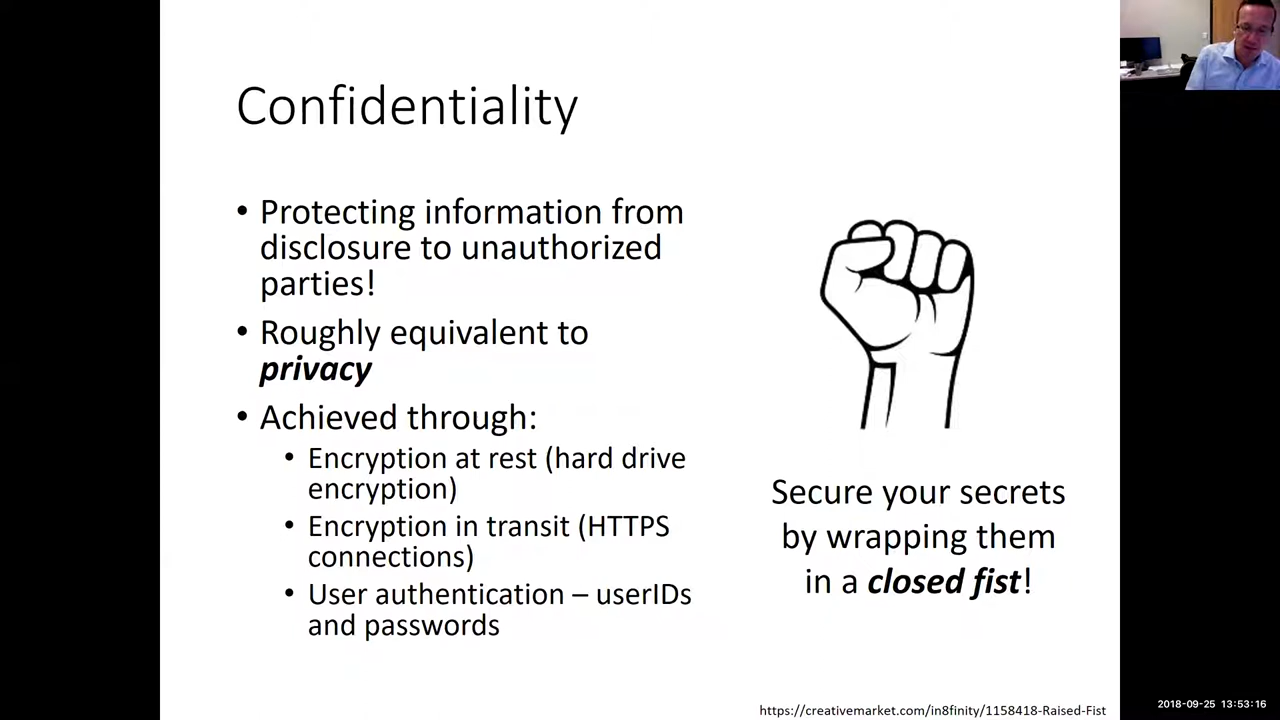 Confidentiality
• Protecting information from
disclosure to unauthorized
parties!
• Roughly equivalent to
privacy
• Achieved through:
• Encryption at rest (hard drive
encryption)
• Encryption in transit (HTTPS
connections)
• User authentication – userIDs
and passwords
Secure your secrets
by wrapping them
in a closed fist!
https://creativemarket.com/in8finity/1158418-Raised-Fist
2018-09-25 13:53:16